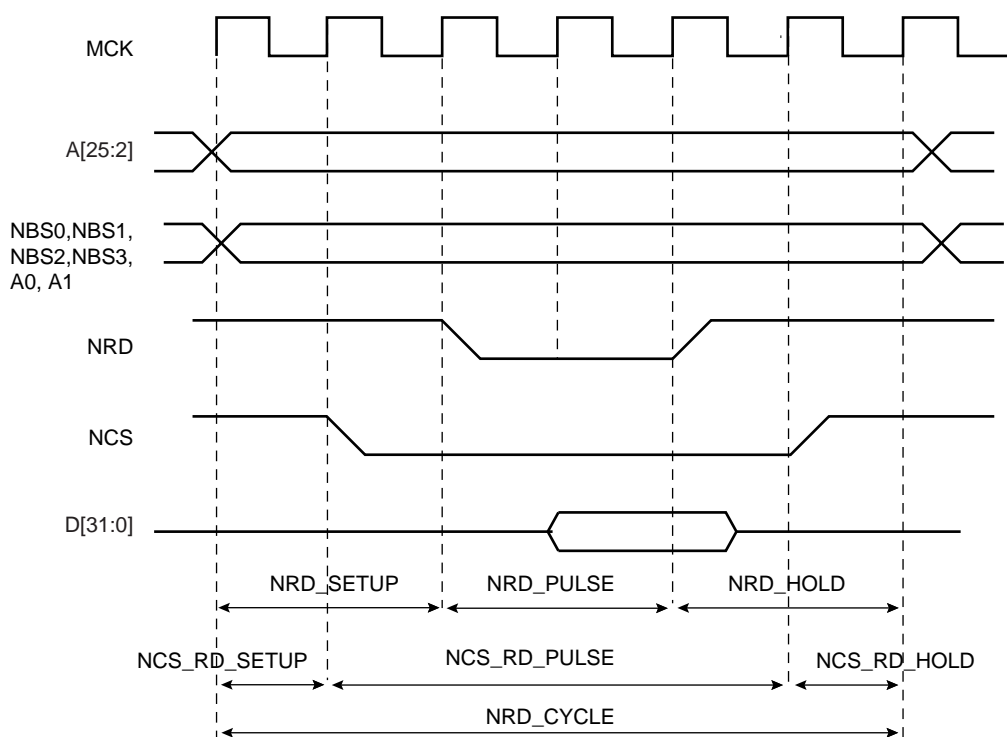 MCK
A[25:2]
NBS0,NBS1,
NBS2,NBS3,
A0, A1
NRD
NCS
D[31:0]
NRD_SETUP NRD_PULSE NRD_HOLD
NCS_RD_SETUP NCS_RD_PULSE NCS_RD_HOLD
NRD_CYCLE